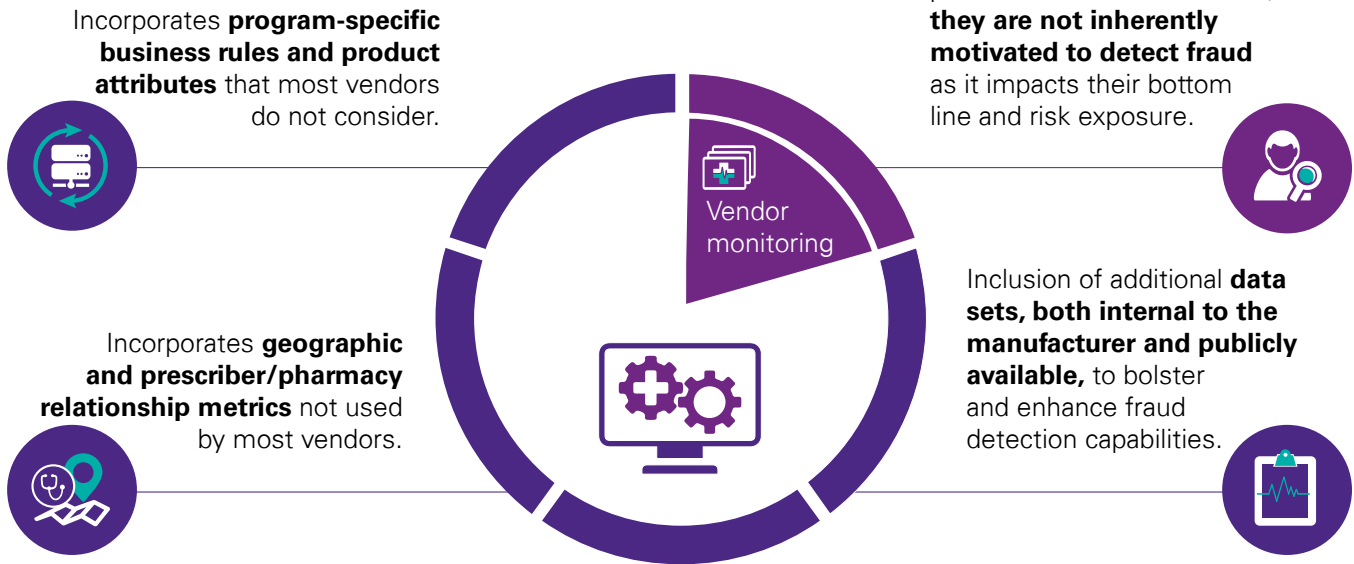 Incorporates program-specific
business rules and product
attributes that most vendors
do not consider.
they are not inherently
motivated to detect fraud
as it impacts their bottom
line and risk exposure.
Vendor
monitoring
Incorporates geographic
and prescriber/pharmacy
relationship metrics not used
by most vendors.
Inclusion of additional data
sets, both internal to the
manufacturer and publicly
available, to bolster
and enhance fraud
detection capabilities.